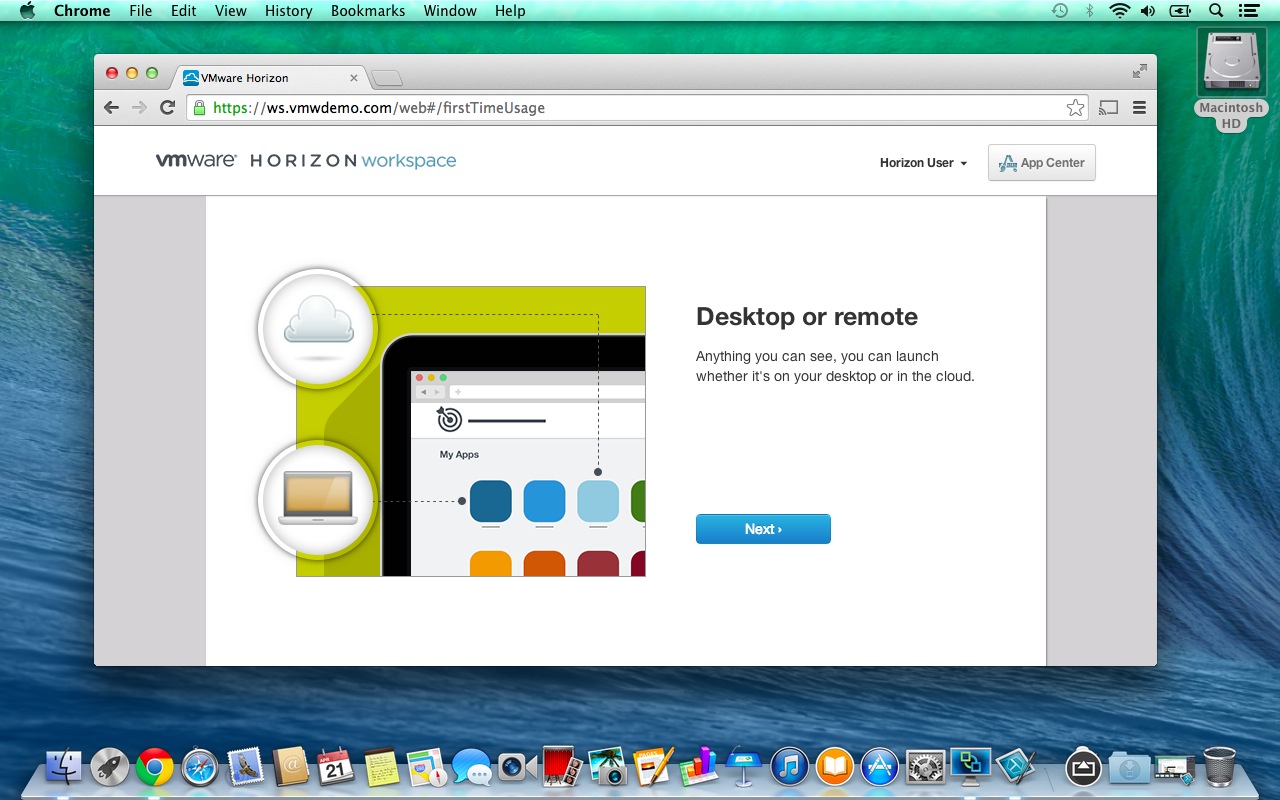 Chrome File Edit View History Bookmarks Window Help
Macintosh
HD
VMware Horizon
https://ws.vmwdemo.com/web#/firstTimeUsage
vmware HORIZON workspace
Horizon User
App Center
Desktop or remote
Anything you can see, you can launch
whether it's on your desktop or in the cloud.
My Apps
Next ›
APR
21